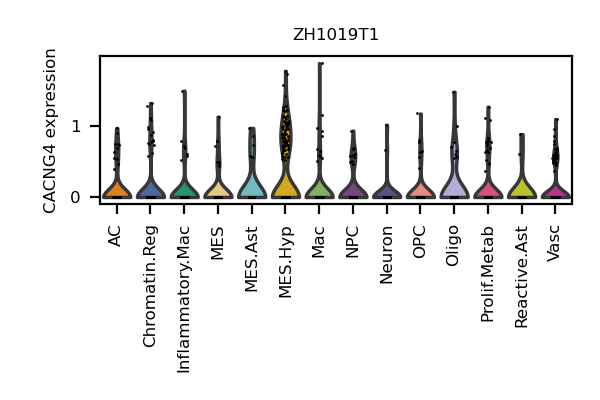 ZH1019T1
CACNG4 expression
1
0
AC
Chromatin.Reg
Inflammatory.Mac
MES
MES.Ast
MES.Hyp
Mac
NPC
Neuron
OPC
Oligo
Prolif.Metab
Reactive.Ast
Vasc